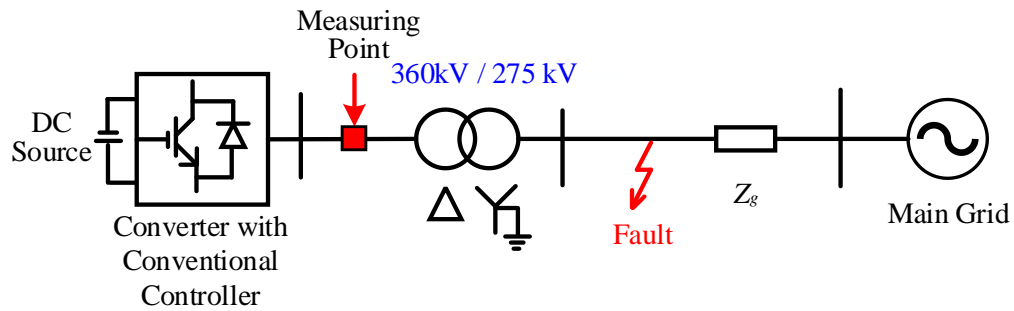 Measuring
Point
360kV / 275 kV
DC
Source
Converter with
Conventional
Controller
Fault
Zg
Main Grid